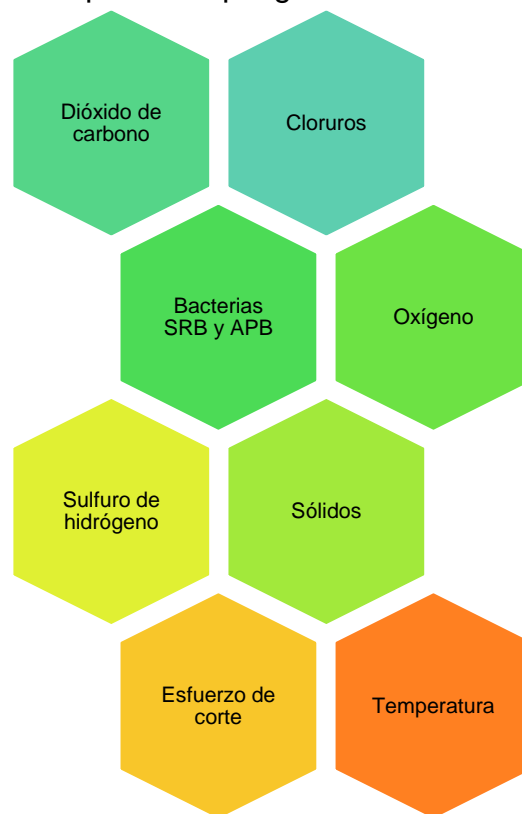 Dióxido de
carbono
Cloruros
Bacterias
SRB y APB
Oxígeno
Sulfuro de
hidrógeno
Sólidos
Esfuerzo de
corte
Temperatura